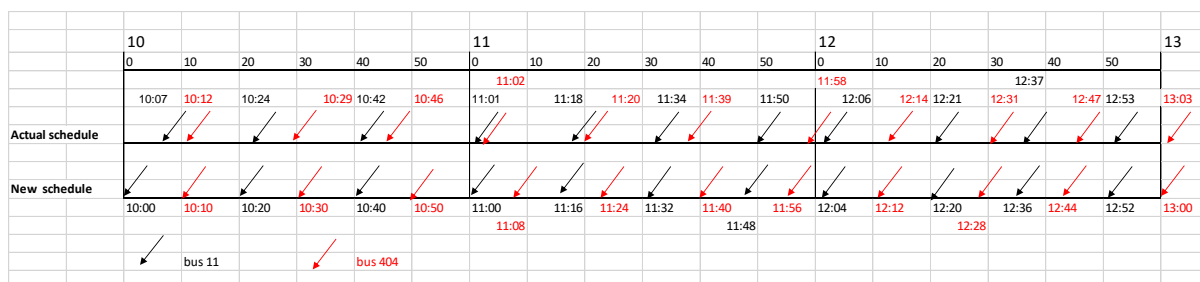 10 11 12 13
0 10 20 30 40 50 0 10 20 30 40 50 0 10 20 30 40 50
11:02 11:58 12:37
10:07 10:12 10:24 10:29 10:42 10:46 11:01 11:18 11:20 11:34 11:39 11:50 12:06 12:14 12:21 12:31 12:47 12:53 13:03
Actual schedule
New schedule
10:00 10:10 10:20 10:30 10:40 10:50 11:00 11:16 11:24 11:32 11:40 11:56 12:04 12:12 12:20 12:36 12:44 12:52 13:00
11:08 11:48 12:28
bus 11 bus 404